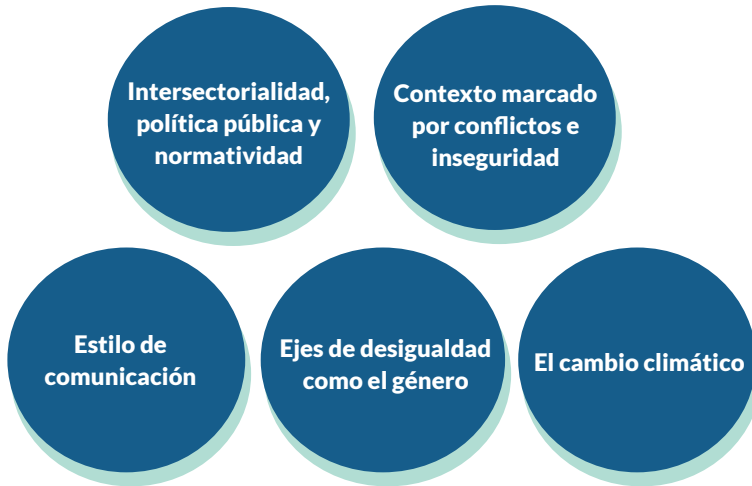 Intersectorialidad,
política pública y
normatividad
Contexto marcado
por conflictos e
inseguridad
Estilo de
comunicación
Ejes de desigualdad
como el género
El cambio climático